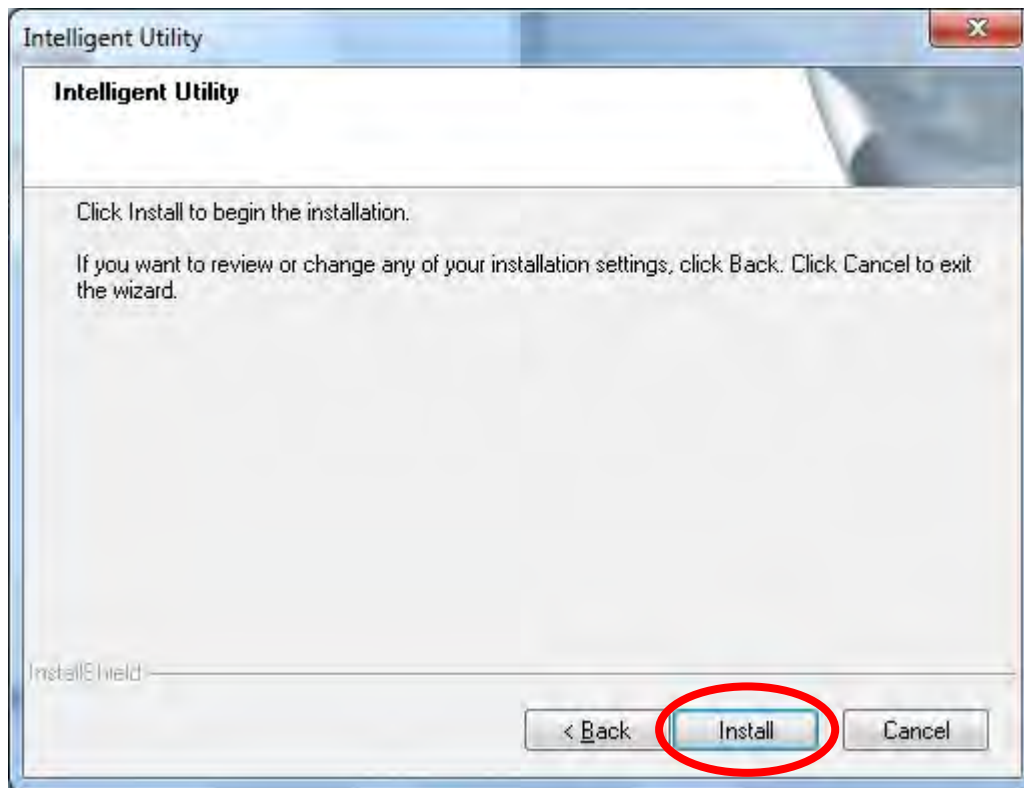 Intelligent Utility
Intelligent Utility
Click Install to begin the installation.
If you want to review or change any of your installation settings, click Back. Click Cancel to exit
the wizard.
InstallShield
< Back
Install
Cancel